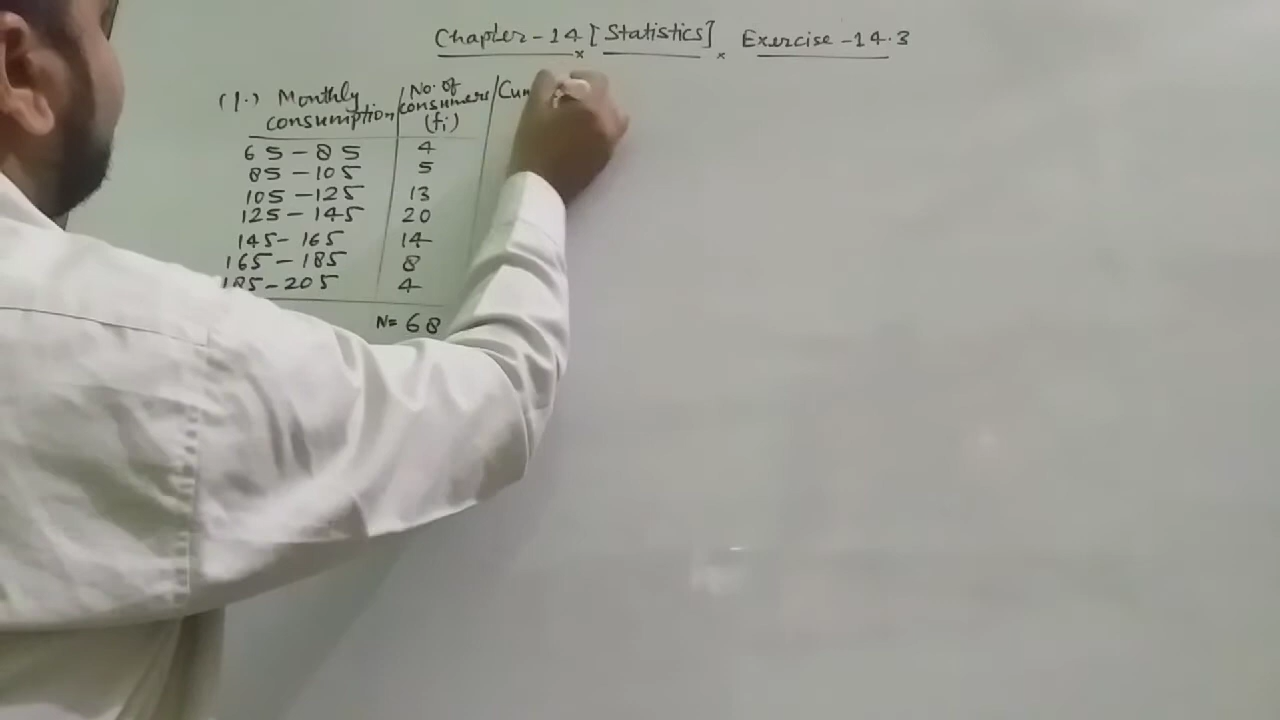 Chapter-14 [Statistics] Exercise-14.3
(1.) Monthly consumption No. of consumers (fi)
65-85 4
85-105 5
105-125 13
125-145 20
145-165 14
165-185 8
185-205 4
N= 68